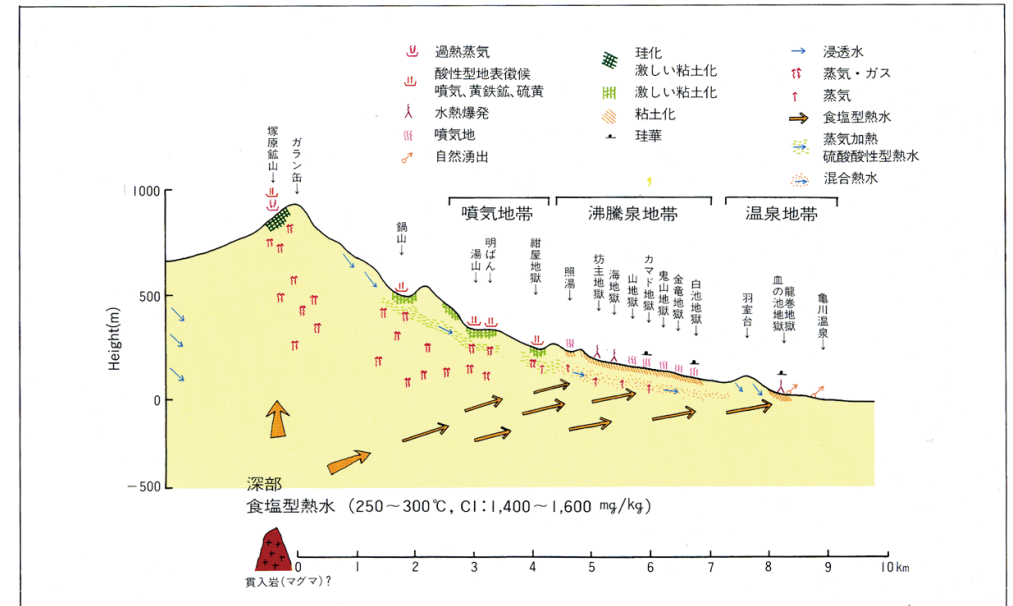 過熱蒸気
酸性型地表徴候
噴気、黄鉄鉱、硫黄
水熱爆発
噴気地
自然湧出
珪化
激しい粘土化
激しい粘土化
粘土化
珪華
浸透水
蒸気・ガス
蒸気
食塩型熱水
蒸気加熱
硫酸酸性型熱水
混合熱水
噴気地帯
沸騰泉地帯
温泉地帯
塚原鉱山
ガラン缶
鍋山
湯山
明ばん
紺屋地獄
照湯
坊主地獄
海地獄
山地獄
カマド地獄
鬼山地獄
金竜地獄
白池地獄
羽室台
血の池地獄
龍巻地獄
亀川温泉
Height(m)
1000
500
0
−500
深部
食塩型熱水 (250～300℃, Cl:1,400～1,600 mg/kg)
0 1 2 3 4 5 6 7 8 9 10 km
貫入岩(マグマ)?